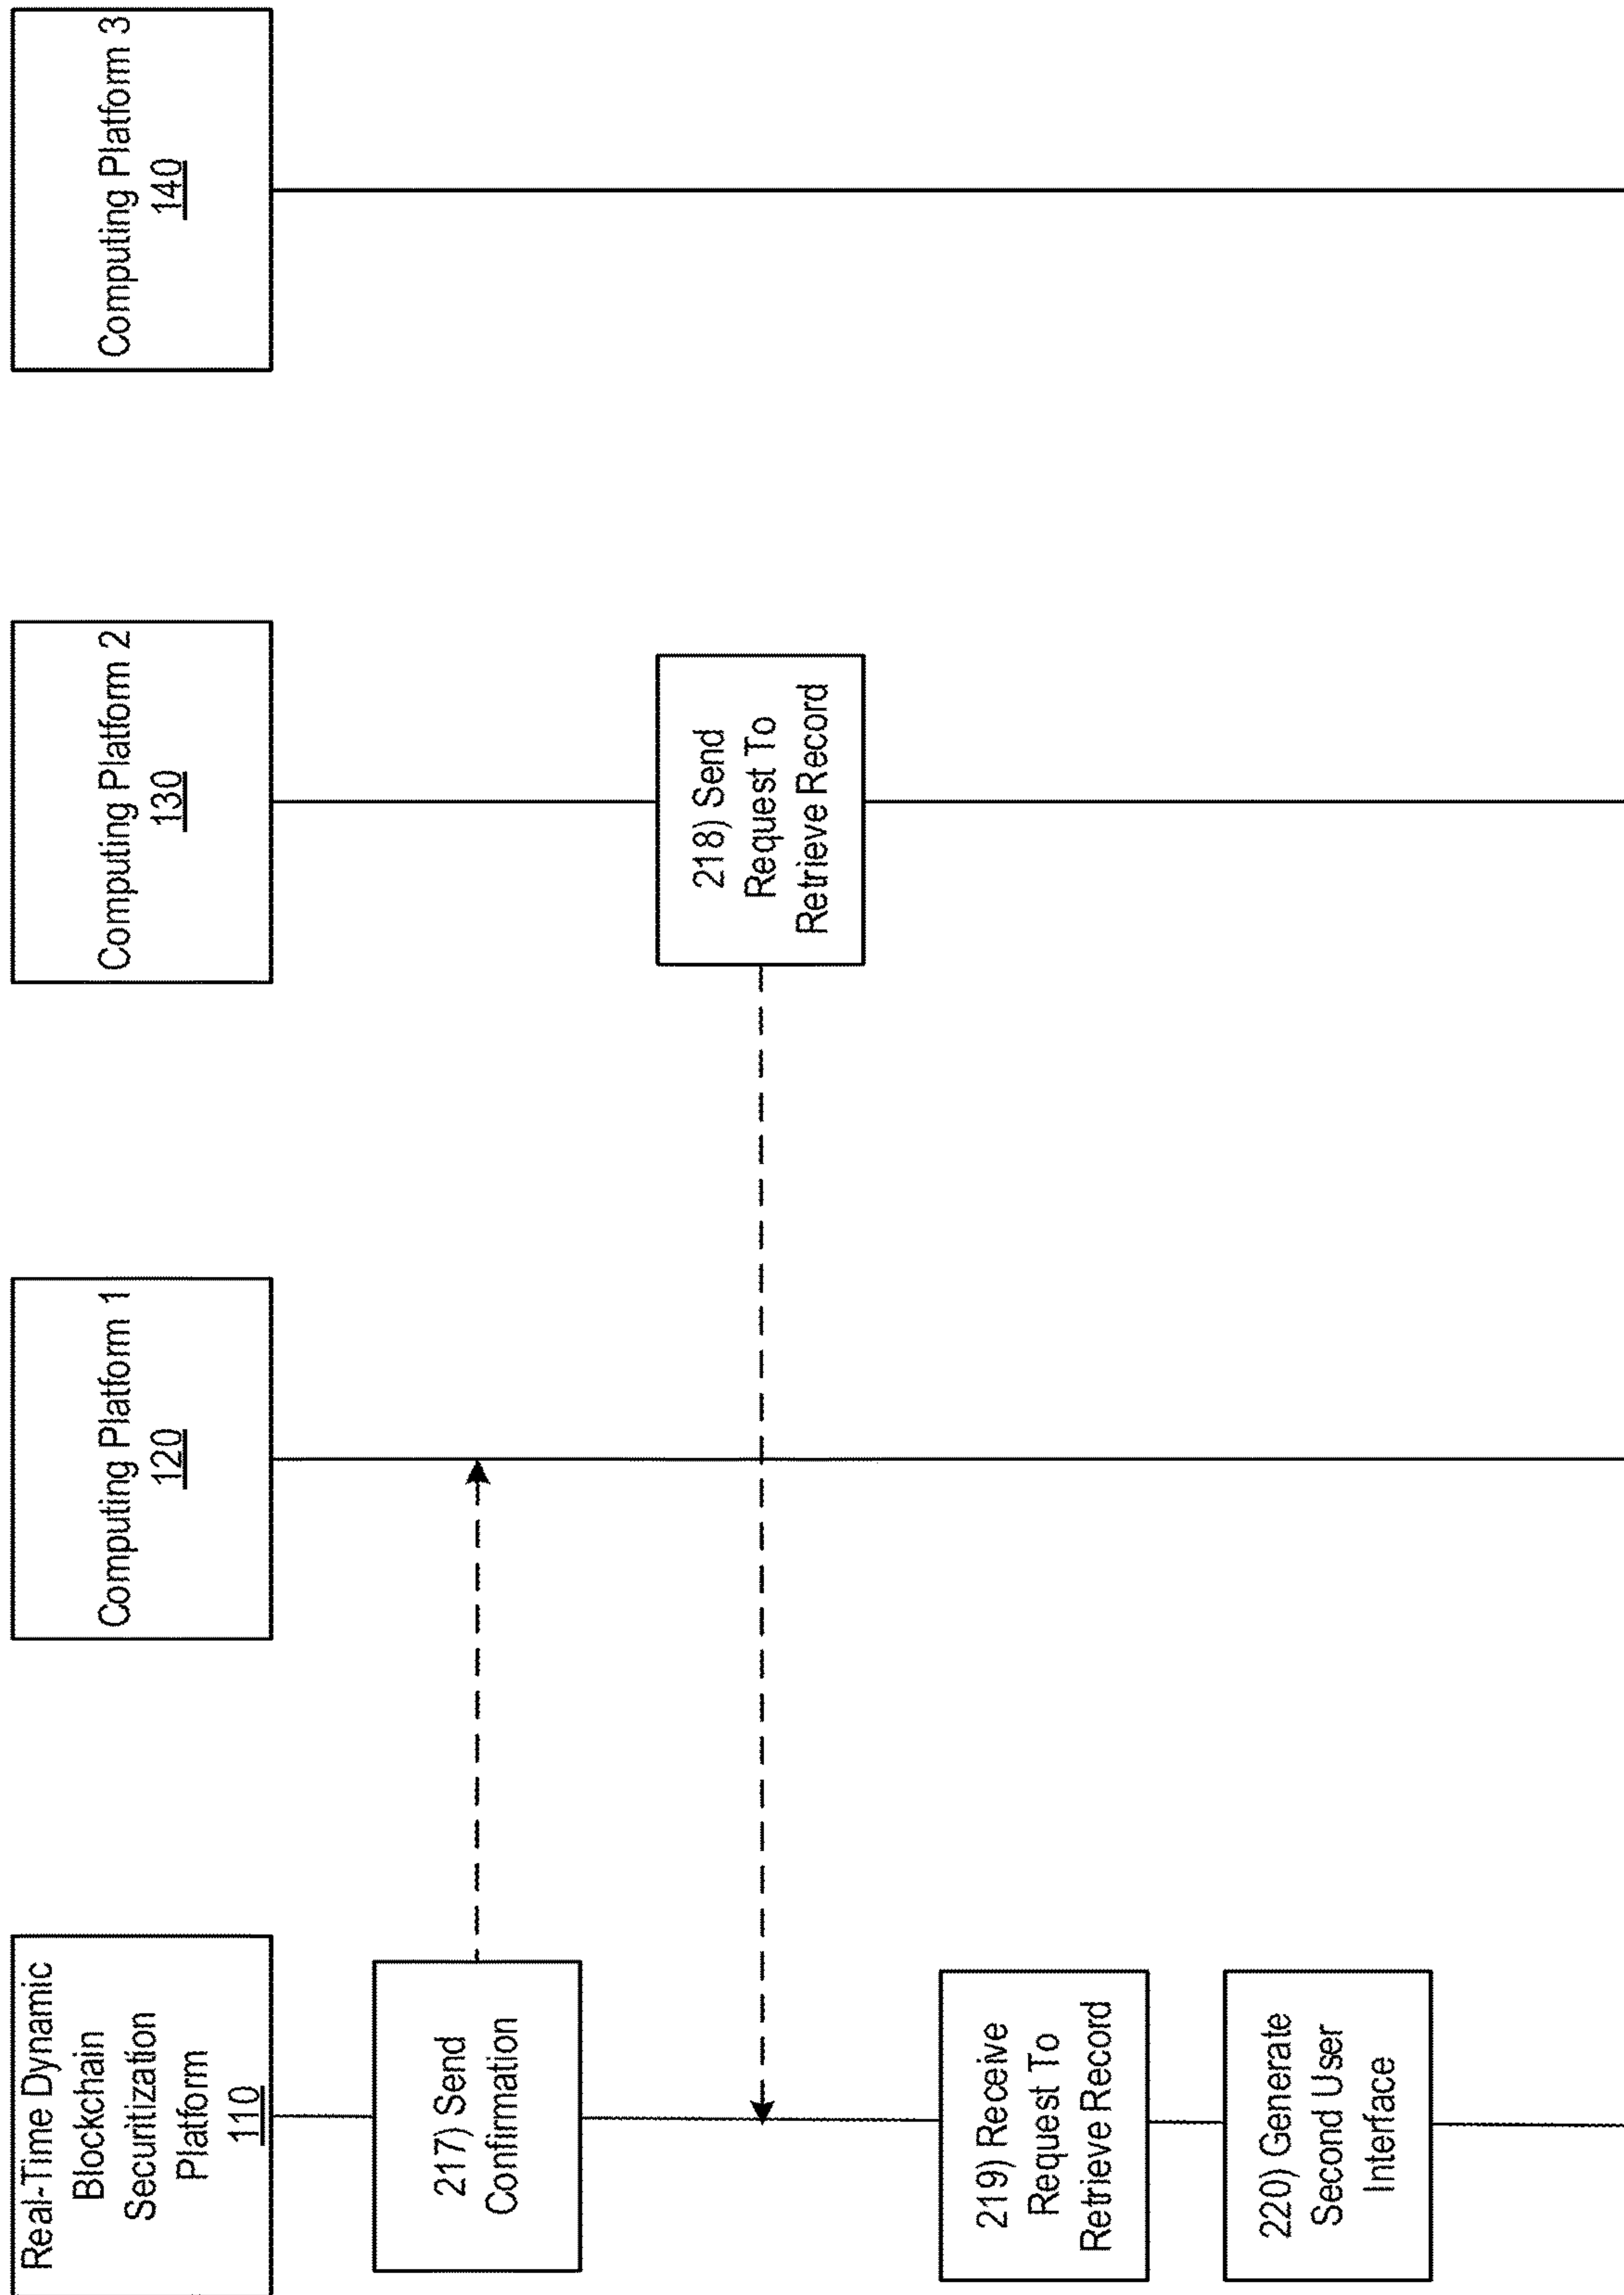 Real-Time Dynamic
Blockchain
Securitization
Platform
110
Computing Platform 1
120
Computing Platform 2
130
Computing Platform 3
140
217) Send
Confirmation
218) Send
Request To
Retrieve Record
219) Receive
Request To
Retrieve Record
220) Generate
Second User
Interface